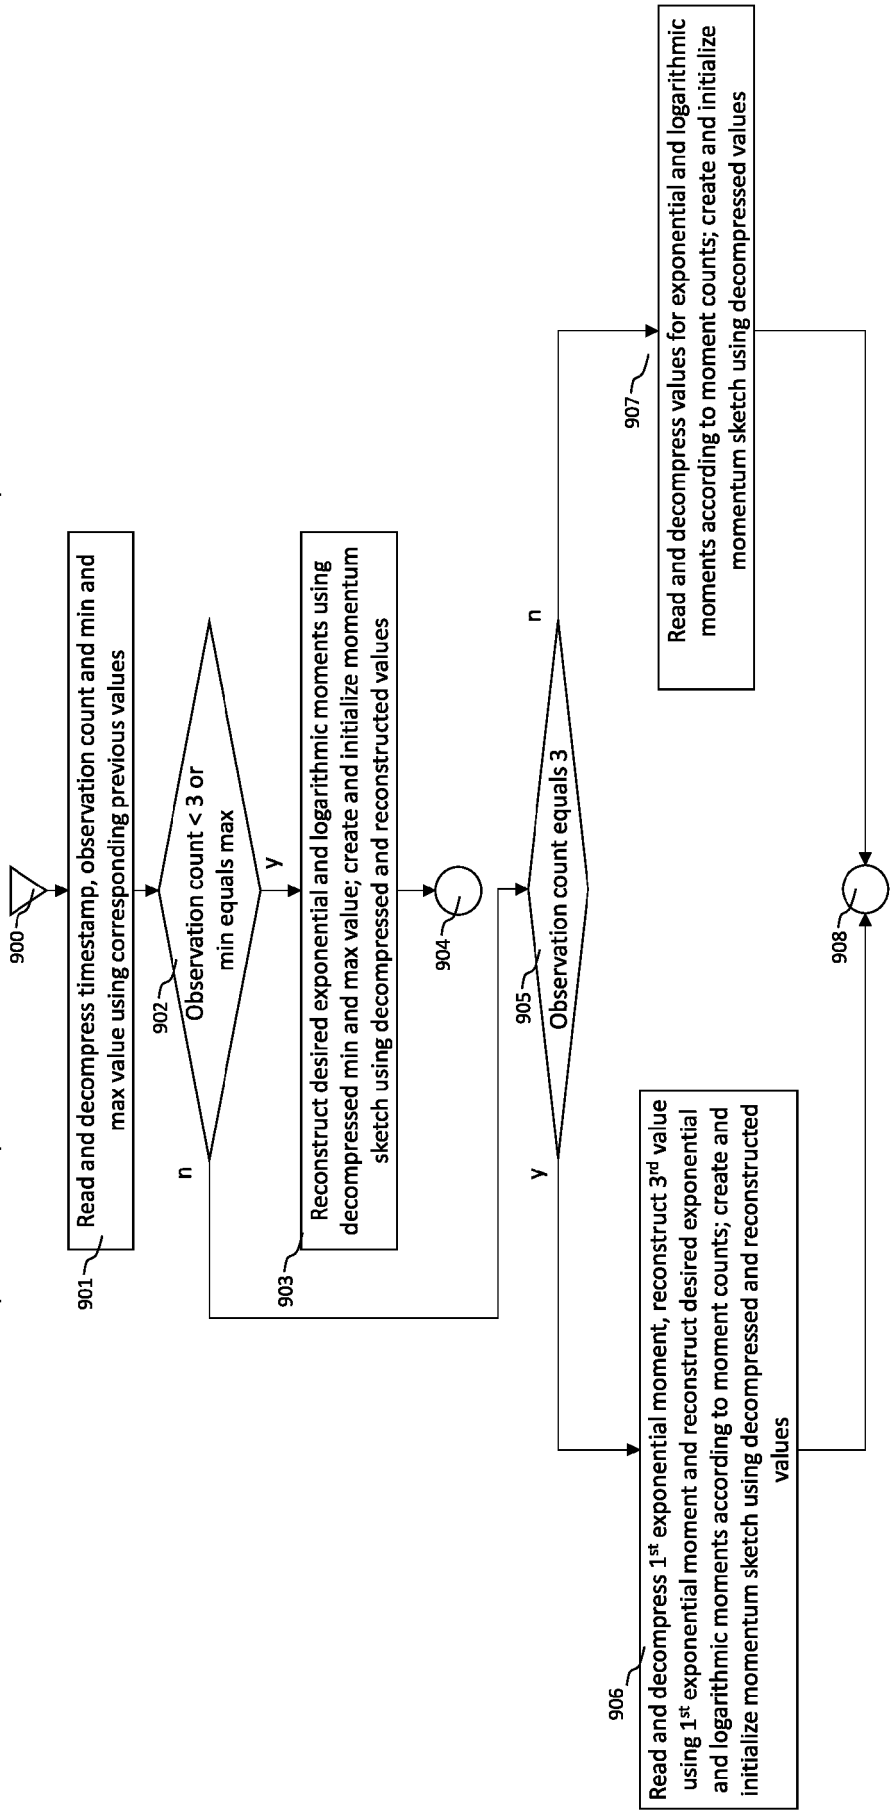 900
901
Read and decompress timestamp, observation count and min and
max value using corresponding previous values
902
Observation count < 3 or
min equals max
n
y
903
Reconstruct desired exponential and logarithmic moments using
decompressed min and max value; create and initialize momentum
sketch using decompressed and reconstructed values
904
905
Observation count equals 3
y
n
906
Read and decompress 1st exponential moment, reconstruct 3rd value
using 1st exponential moment and reconstruct desired exponential
and logarithmic moments according to moment counts; create and
initialize momentum sketch using decompressed and reconstructed
values
907
Read and decompress values for exponential and logarithmic
moments according to moment counts; create and initialize
momentum sketch using decompressed values
908